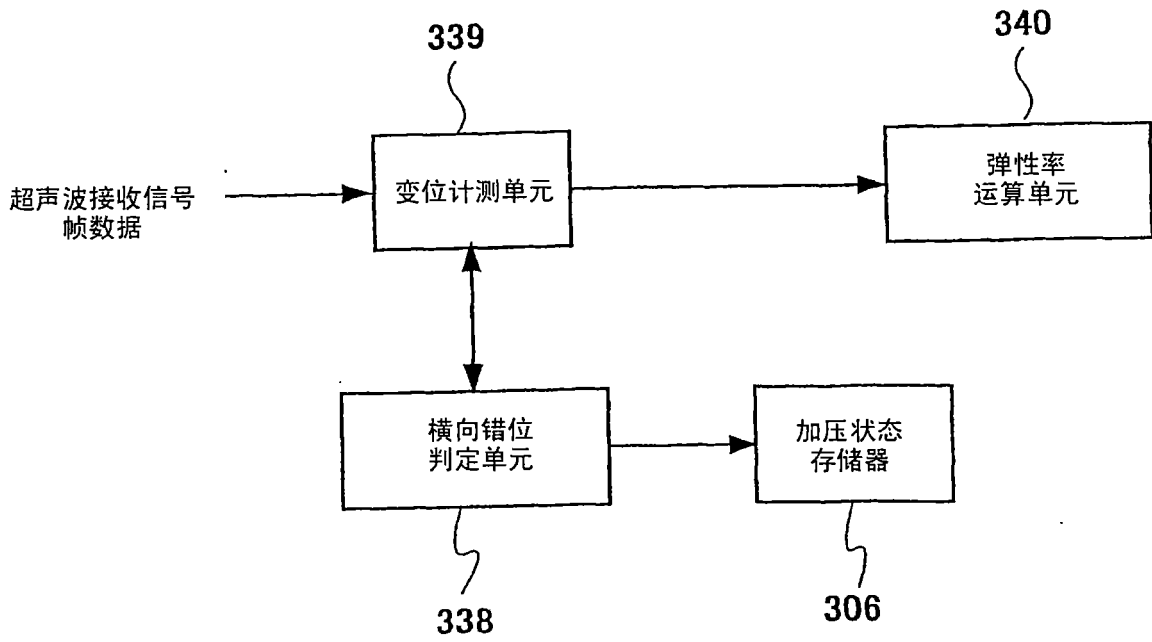 339
340
超声波接收信号
帧数据
变位计测单元
弹性率
运算单元
横向错位
判定单元
加压状态
存储器
338
306